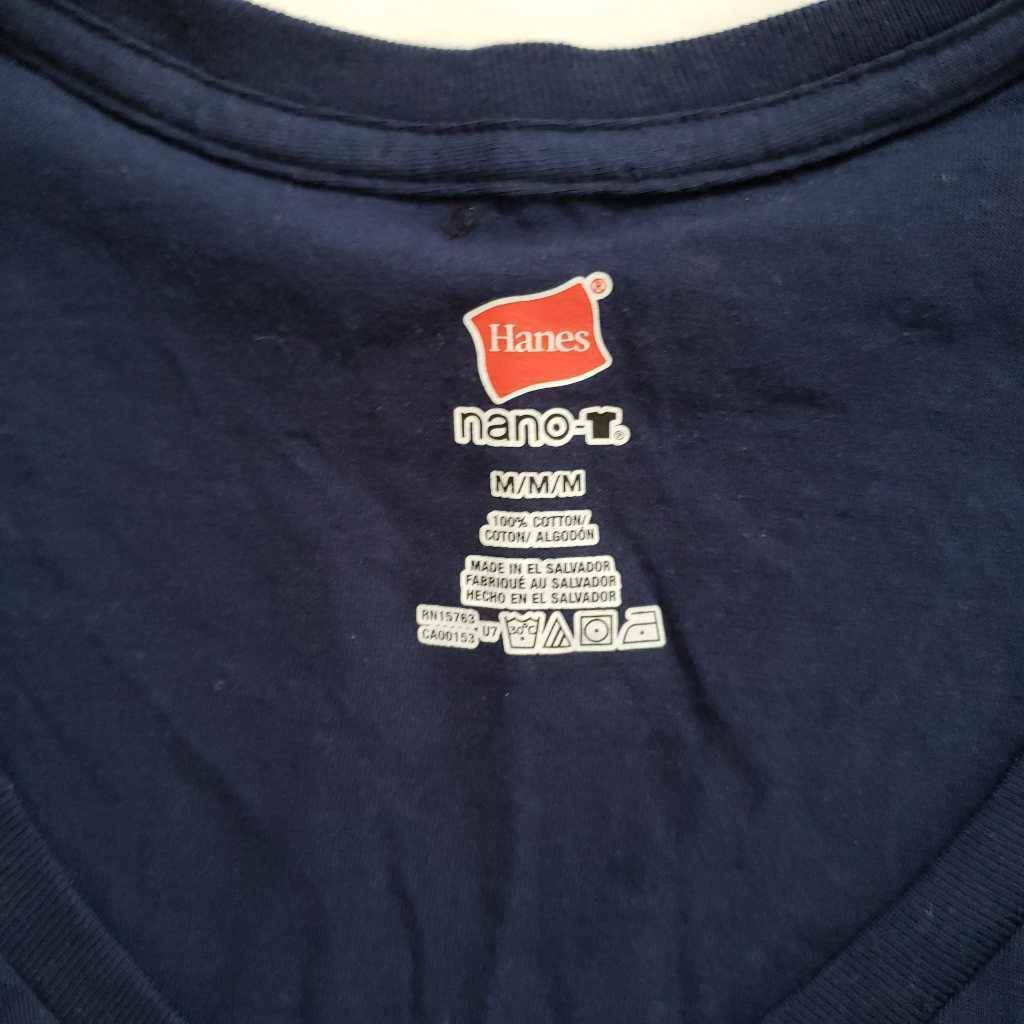 Hanes®
nano-T®
M/M/M
100% COTTON/
COTON/ ALGODÓN
MADE IN EL SALVADOR
FABRIQUÉ AU SALVADOR
HECHO EN EL SALVADOR
RN15763
CA00153 U7 30°C